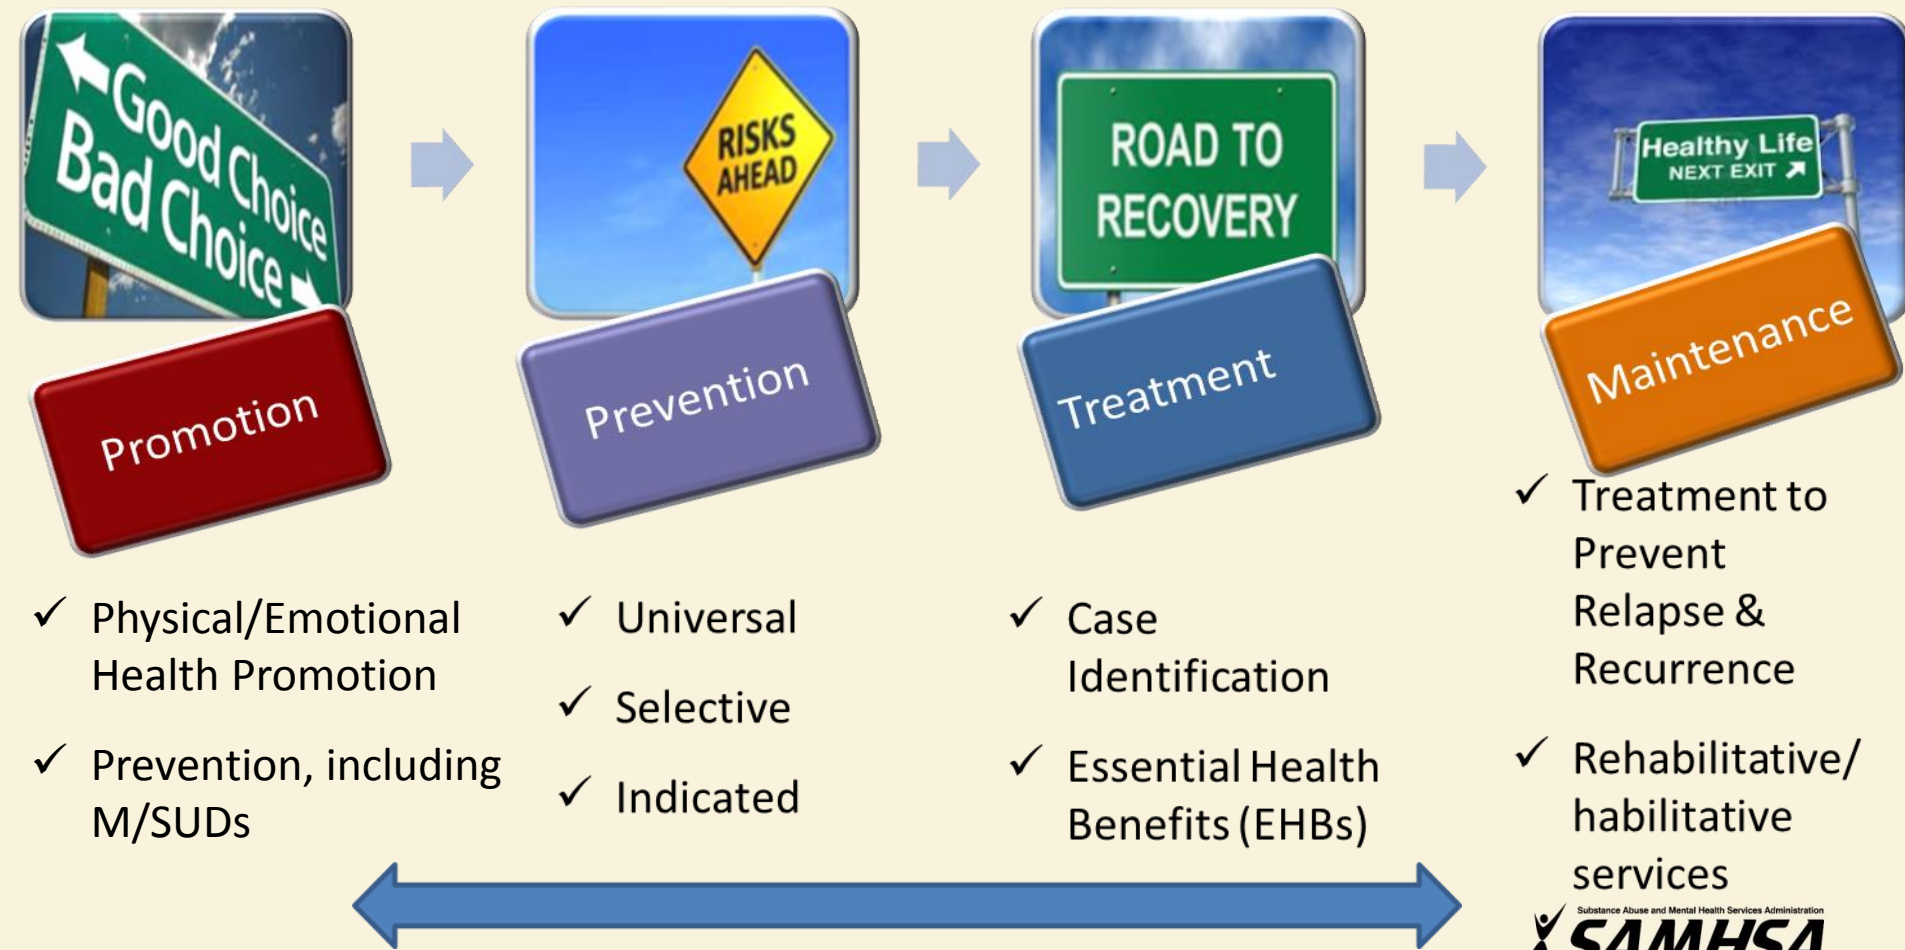 Good Choice
Bad Choice
RISKS
AHEAD
ROAD TO
RECOVERY
Healthy Life
NEXT EXIT
Promotion
Prevention
Treatment
Maintenance
✓ Physical/Emotional
Health Promotion
✓ Prevention, including
M/SUDs
✓ Universal
✓ Selective
✓ Indicated
✓ Case
Identification
✓ Essential Health
Benefits (EHBs)
✓ Treatment to
Prevent
Relapse &
Recurrence
✓ Rehabilitative/
habilitative
services
Substance Abuse and Mental Health Services Administration
SAMHSA